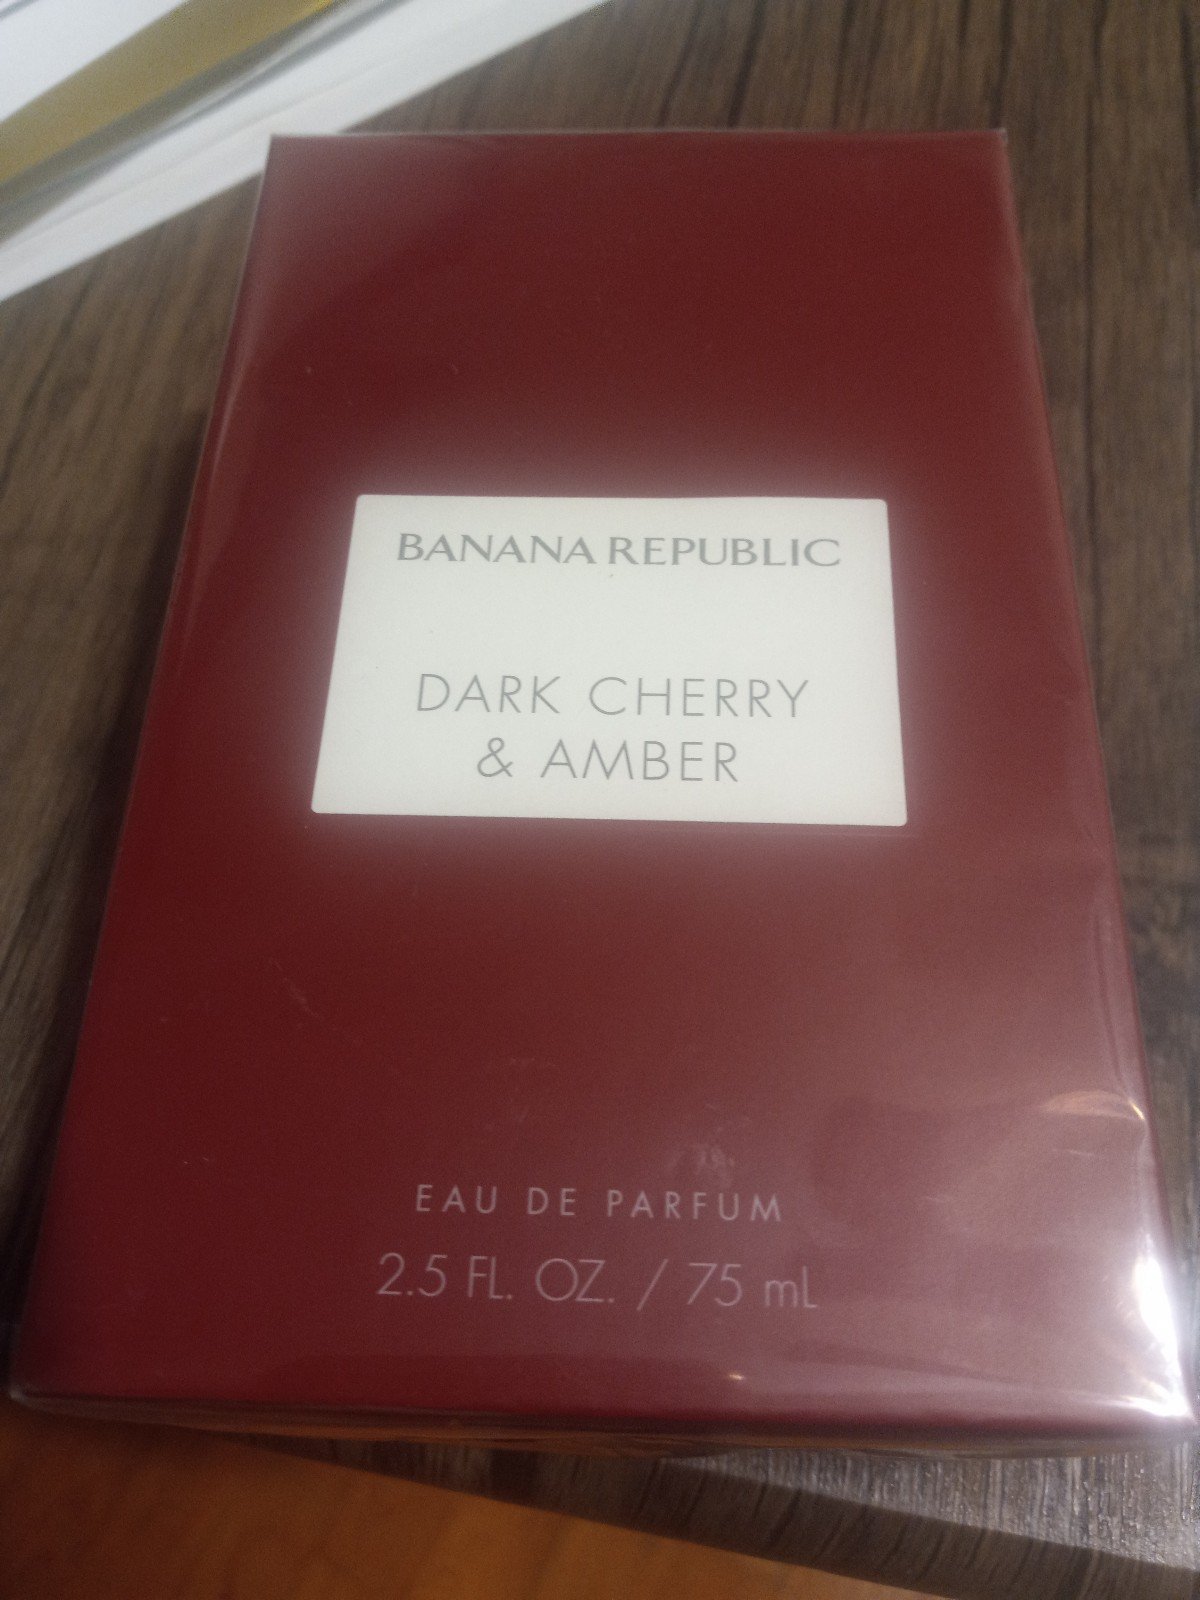 BANANA REPUBLIC
DARK CHERRY
& AMBER
EAU DE PARFUM
2.5 FL. OZ. / 75 mL